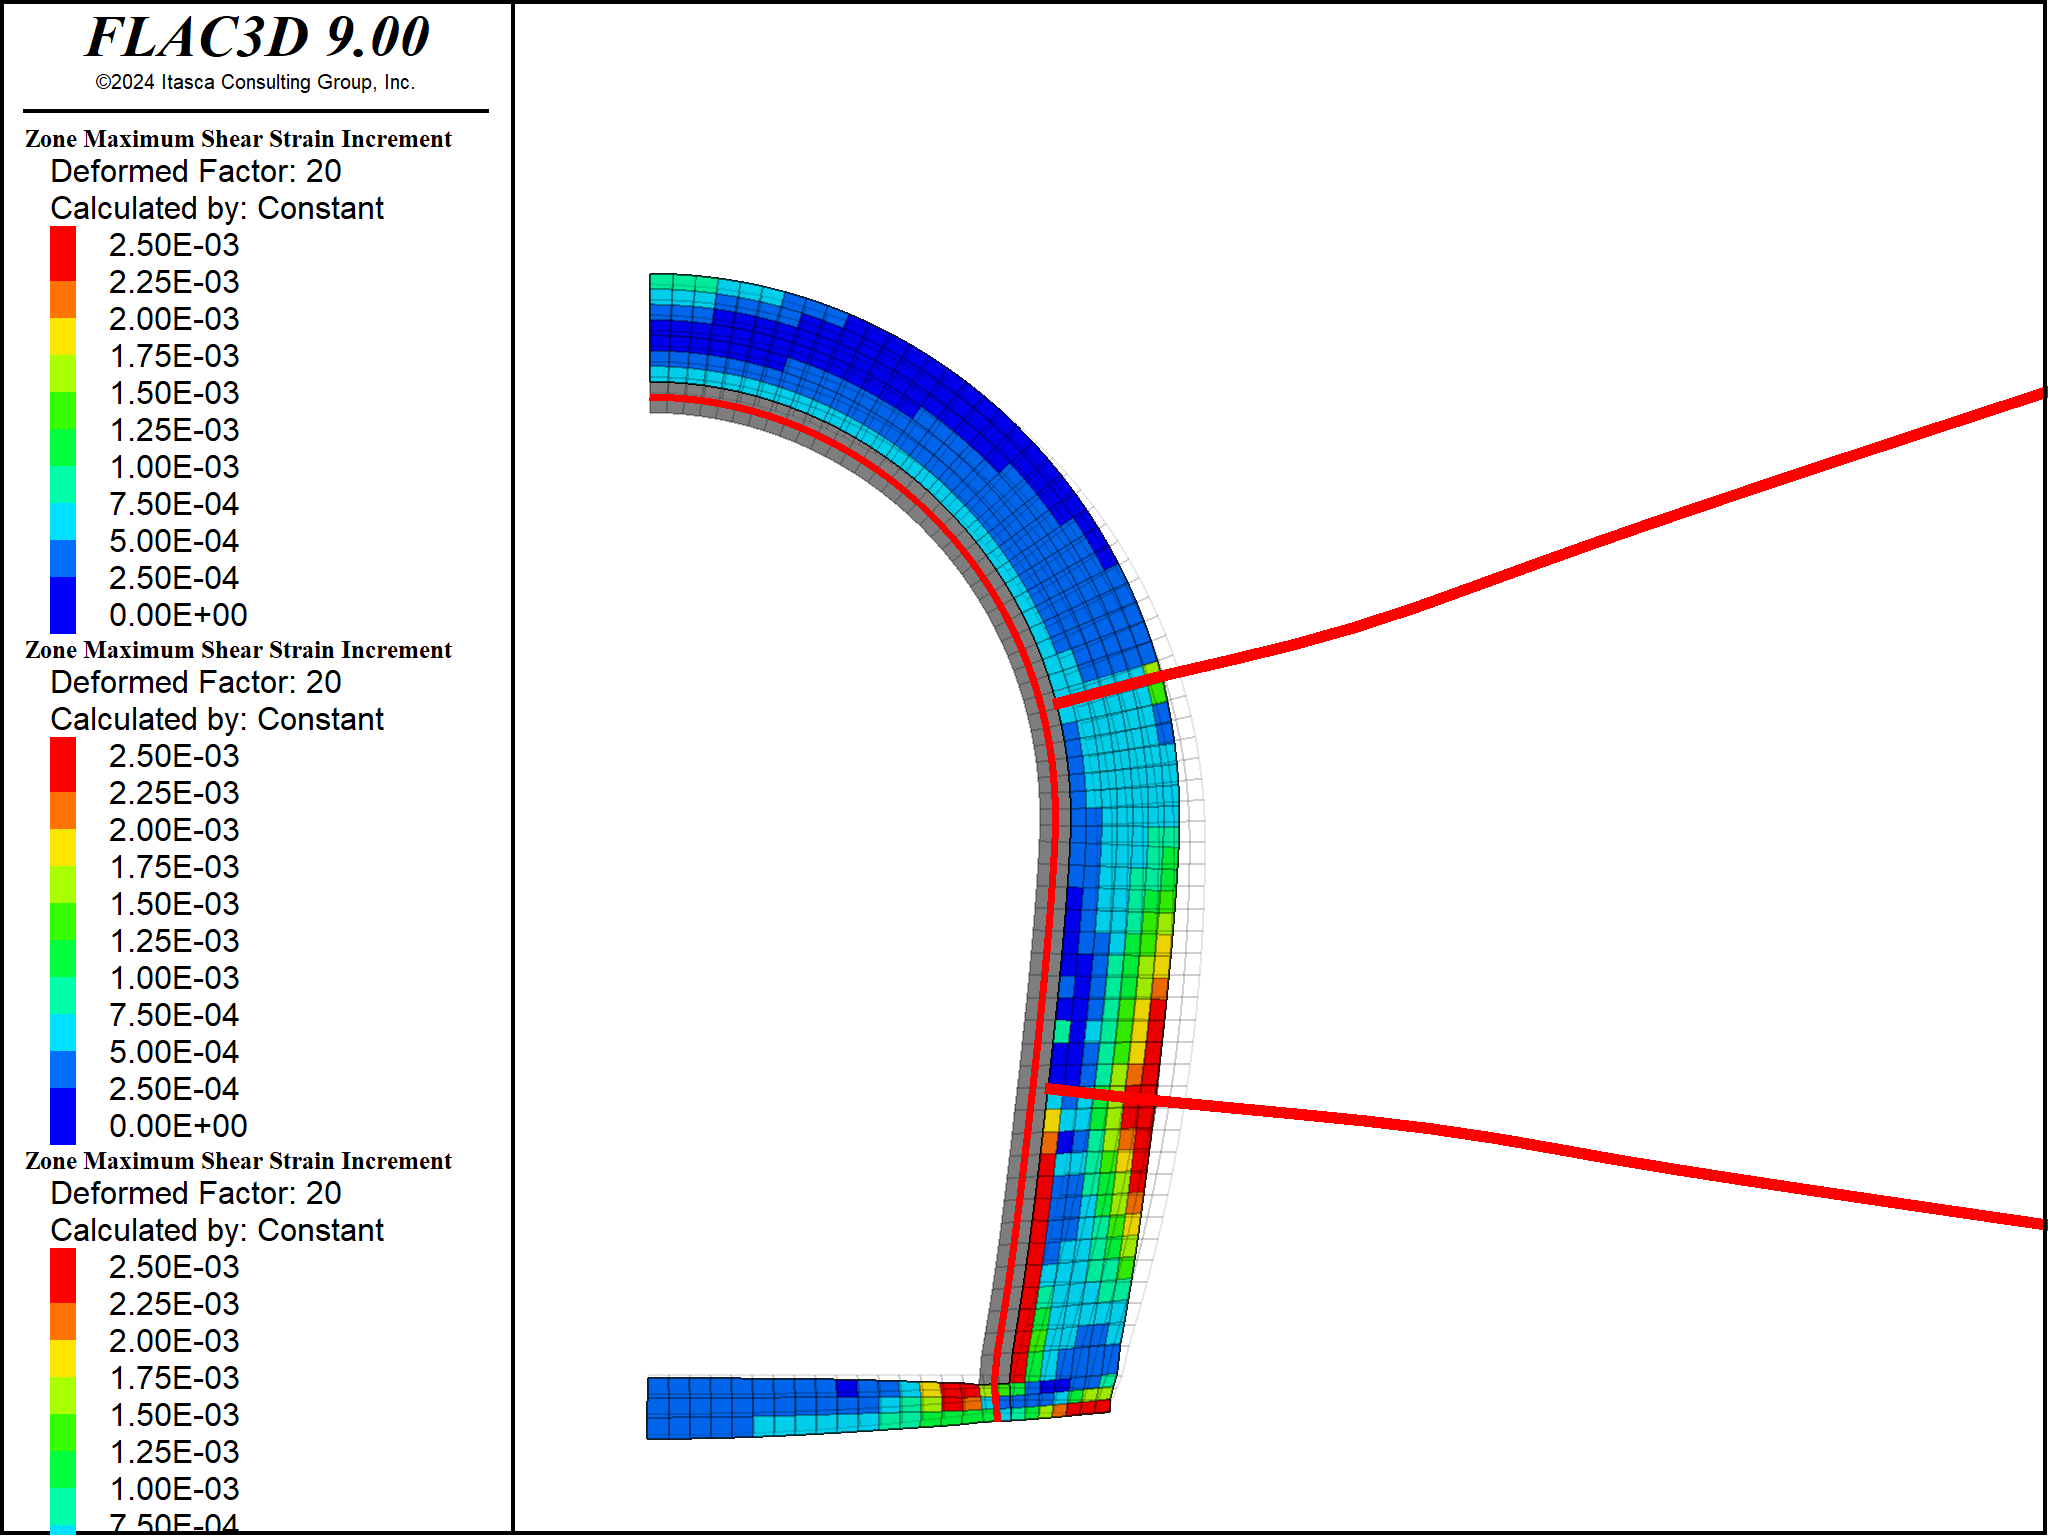 FLAC3D 9.00
©2024 Itasca Consulting Group, Inc.
Zone Maximum Shear Strain Increment
Deformed Factor: 20
Calculated by: Constant
2.50E-03
2.25E-03
2.00E-03
1.75E-03
1.50E-03
1.25E-03
1.00E-03
7.50E-04
5.00E-04
2.50E-04
0.00E+00
Zone Maximum Shear Strain Increment
Deformed Factor: 20
Calculated by: Constant
2.50E-03
2.25E-03
2.00E-03
1.75E-03
1.50E-03
1.25E-03
1.00E-03
7.50E-04
5.00E-04
2.50E-04
0.00E+00
Zone Maximum Shear Strain Increment
Deformed Factor: 20
Calculated by: Constant
2.50E-03
2.25E-03
2.00E-03
1.75E-03
1.50E-03
1.25E-03
1.00E-03
7.50E-04